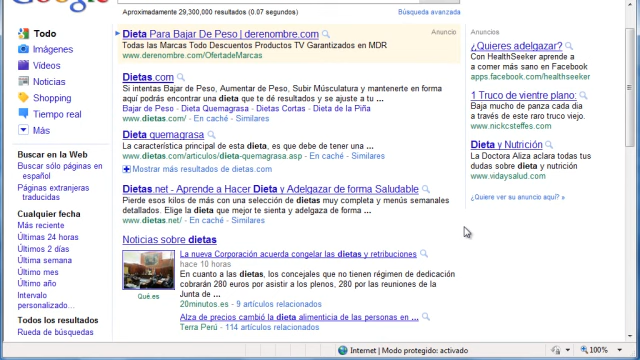 Google
Aproximadamente 29,300,000 resultados (0.07 segundos)
Búsqueda avanzada
Todo
Imágenes
Vídeos
Noticias
Shopping
Tiempo real
Más
Buscar en la Web
Buscar sólo páginas en
español
Páginas extranjeras
traducidas
Cualquier fecha
Más reciente
Últimas 24 horas
Últimos 2 días
Última semana
Último mes
Último año
Intervalo
personalizado...
Todos los resultados
Rueda de búsquedas
Dieta Para Bajar De Peso | derenombre.com
Anuncio
Todas las Marcas Todo Descuentos Productos TV Garantizados en MDR
www.derenombre.com/OfertadeMarcas
Dietas.com
Si intentas Bajar de Peso, Aumentar de Peso, Subir Músculatura y mantenerte en forma
aquí podrás encontrar una dieta que te dé resultados y se ajuste a tu ...
Bajar de Peso - Dieta Quemagrasa - Dietas Cortas - Dieta de la Piña
www.dietas.com/ - En caché - Similares
Dieta quemagrasa
La característica principal de esta dieta, es que debe de tener una ...
www.dietas.com/articulos/dieta-quemagrasa.asp - En caché - Similares
Mostrar más resultados de dietas.com
Dietas.net - Aprende a Hacer Dieta y Adelgazar de forma Saludable
Pierde esos kilos de más con una selección de dietas muy completa y menús semanales
detallados. Elige la dieta que mejor te sienta y adelgaza de forma ...
www.dietas.net/ - En caché - Similares
Noticias sobre dietas
La nueva Corporación acuerda congelar las dietas y retribuciones
hace 10 horas
En cuanto a las dietas, los concejales que no tienen régimen de dedicación
cobrarán 280 euros por asistir a los plenos, 280 por las reuniones de la
Junta de ...
20minutos.es - 9 artículos relacionados
Qué.es
Alza de precios cambió la dieta alimenticia de las personas en ...
Terra Perú - 114 artículos relacionados
Anuncios
¿Quieres adelgazar?
Con HealthSeeker aprende a
a comer más sano en Facebook
apps.facebook.com/healthseeker
1 Truco de vientre plano:
Baja mucho de panza cada dia
a través de este raro truco viejo.
www.nicksteffes.com
Dieta y Nutrición
La Doctora Aliza aclara todas tus
dudas sobre dieta y nutrición
www.vidaysalud.com
¿Quiere ver su anuncio aquí? »
Internet | Modo protegido: activado
100%